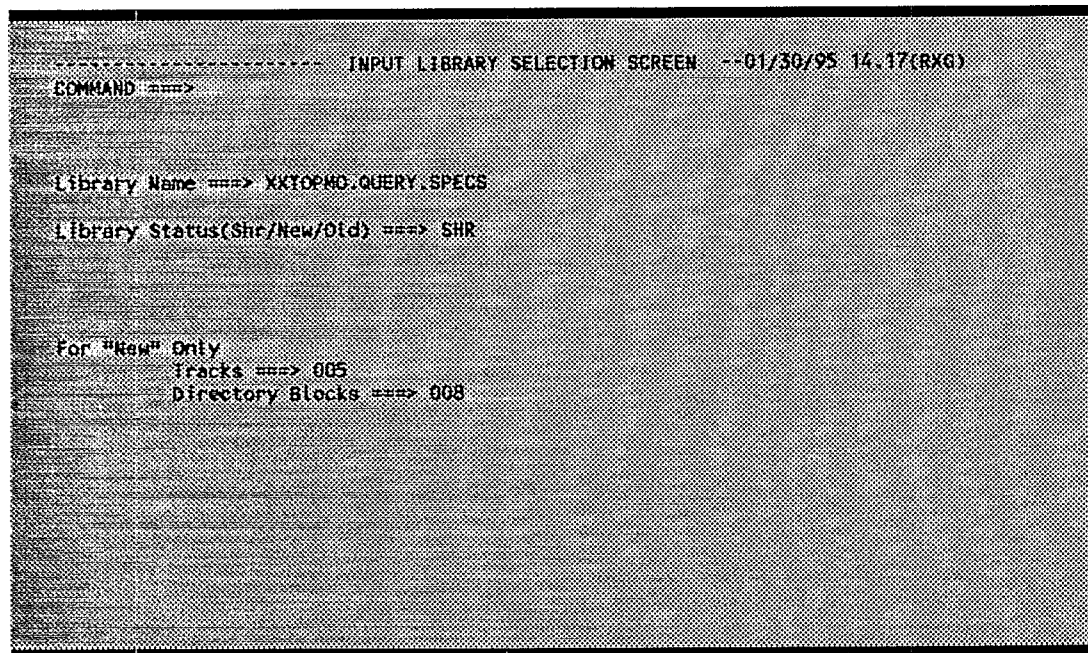 ----------------------- INPUT LIBRARY SELECTION SCREEN --01/30/95 14.17(RXG)
COMMAND ===>
Library Name ===> XXTOPMO.QUERY.SPECS
Library Status(Shr/New/Old) ===> SHR
For "New" Only
Tracks ===> 005
Directory Blocks ===> 008